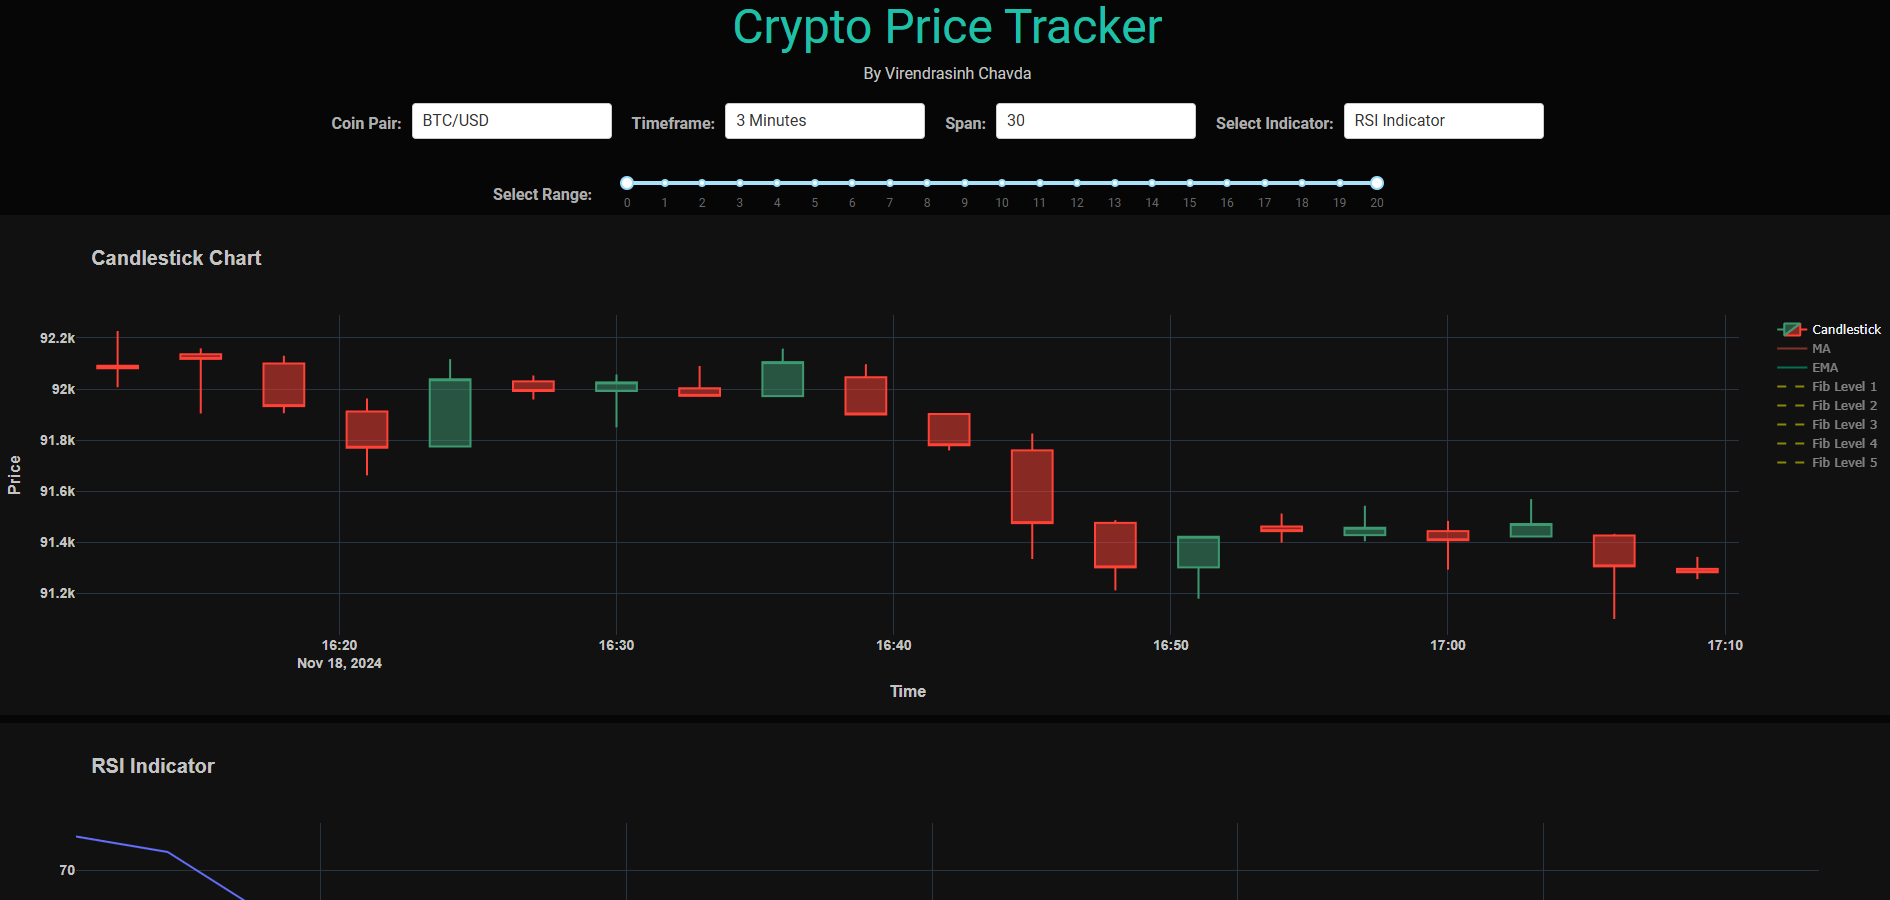 Crypto Price Tracker
By Virendrasinh Chavda
Coin Pair: BTC/USD Timeframe: 3 Minutes Span: 30 Select Indicator: RSI Indicator
Select Range:
0 1 2 3 4 5 6 7 8 9 10 11 12 13 14 15 16 17 18 19 20
Candlestick Chart
92.2k
92k
91.8k
91.6k
91.4k
91.2k
Price
16:20 16:30 16:40 16:50 17:00 17:10
Nov 18, 2024
Time
Candlestick
MA
EMA
Fib Level 1
Fib Level 2
Fib Level 3
Fib Level 4
Fib Level 5
RSI Indicator
70